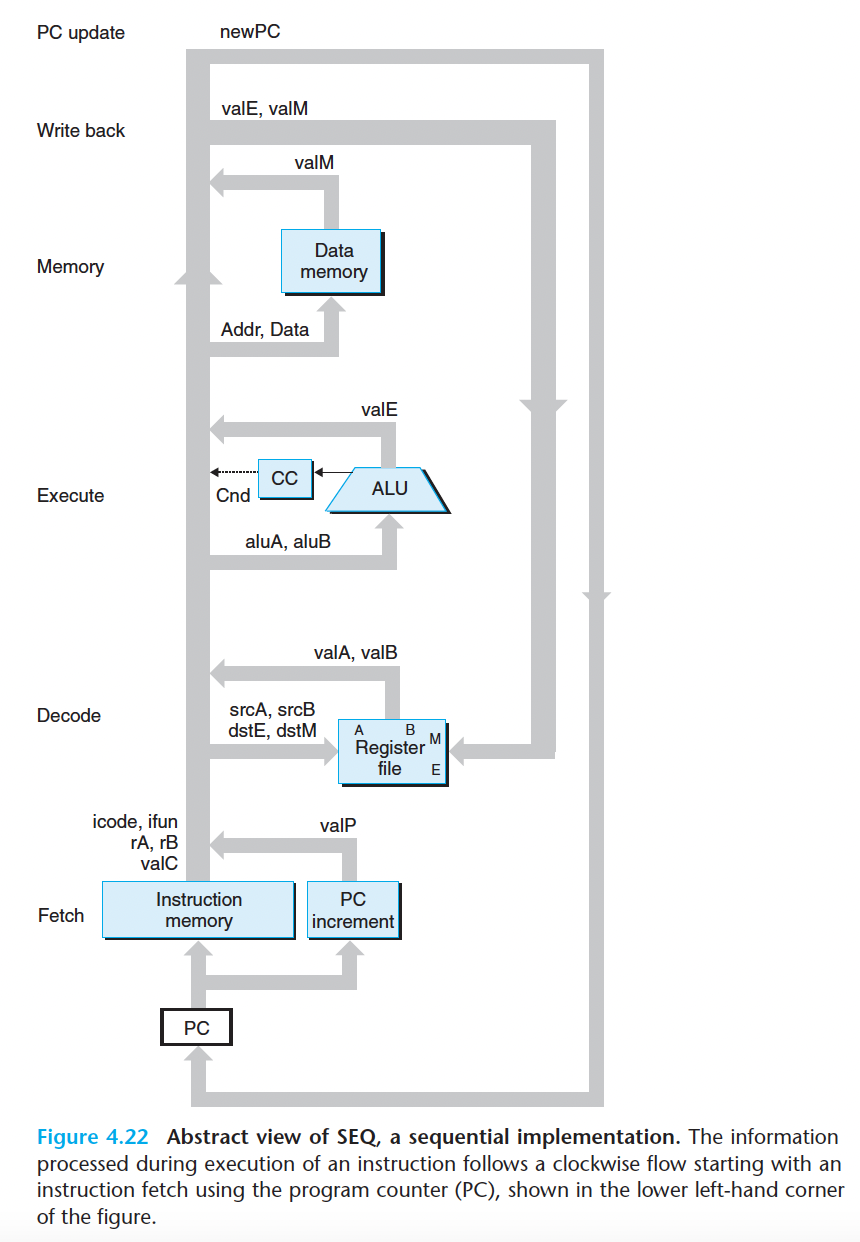 PC update
newPC
valE, valM
Write back
valM
Data
memory
Memory
Addr, Data
valE
CC
ALU
Cnd
Execute
aluA, aluB
valA, valB
srcA, srcB
dstE, dstM
Decode
A
B
M
Register
file
E
icode, ifun
rA, rB
valC
valP
Instruction
memory
PC
increment
Fetch
PC
Figure 4.22 Abstract view of SEQ, a sequential implementation. The information
processed during execution of an instruction follows a clockwise flow starting with an
instruction fetch using the program counter (PC), shown in the lower left-hand corner
of the figure.